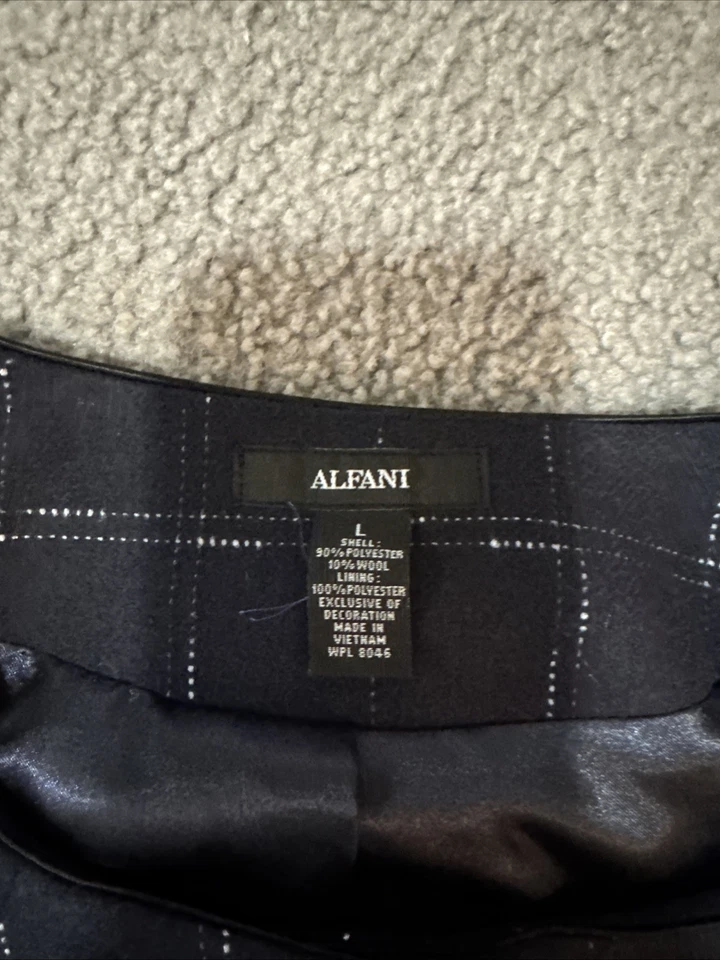 ALFANI
L
SHELL:
90% POLYESTER
10% WOOL
LINING:
100% POLYESTER
EXCLUSIVE OF
DECORATION
MADE IN
VIETNAM
WPL 8046